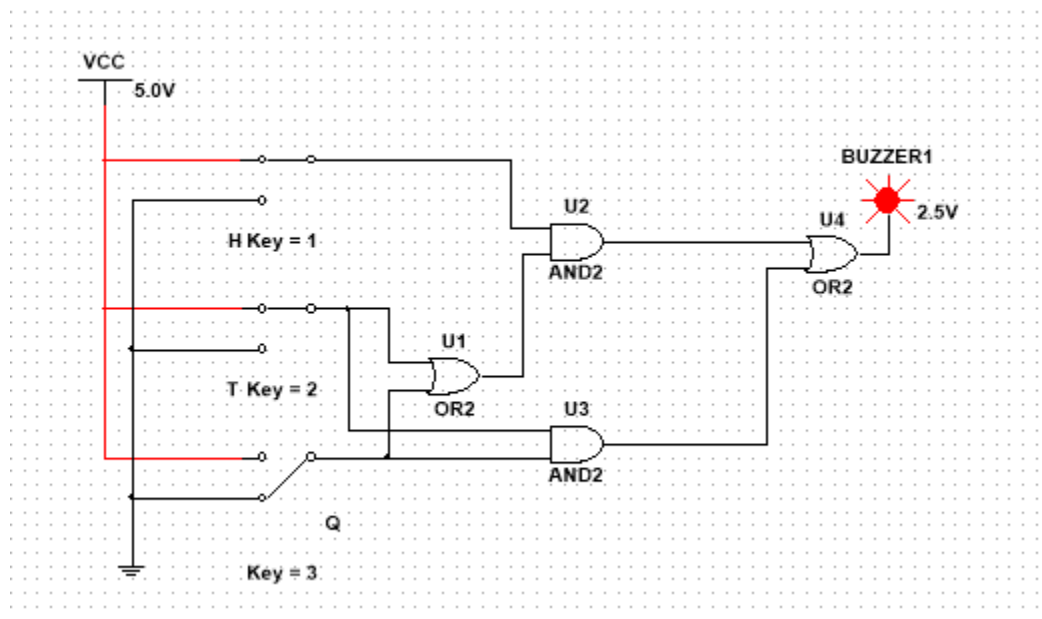 VCC
5.0V
BUZZER1
U2
U4
2.5V
H Key = 1
AND2
OR2
U1
T Key = 2
OR2
U3
AND2
Q
Key = 3